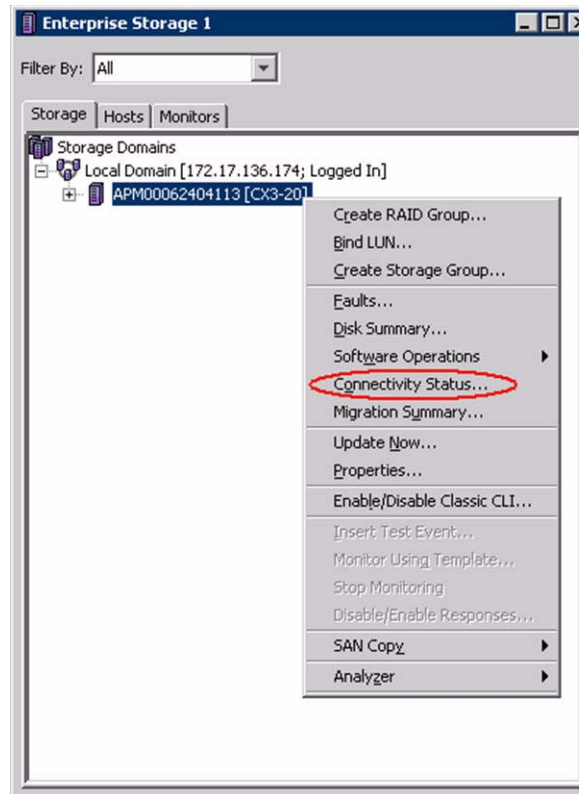 Enterprise Storage 1
Filter By: All
Storage Hosts Monitors
Storage Domains
Local Domain [172.17.136.174; Logged In]
APM00062404113 [CX3-20]
Create RAID Group...
Bind LUN...
Create Storage Group...
Faults...
Disk Summary...
Software Operations
Connectivity Status...
Migration Summary...
Update Now...
Properties...
Enable/Disable Classic CLI...
Insert Test Event...
Monitor Using Template...
Stop Monitoring
Disable/Enable Responses...
SAN Copy
Analyzer